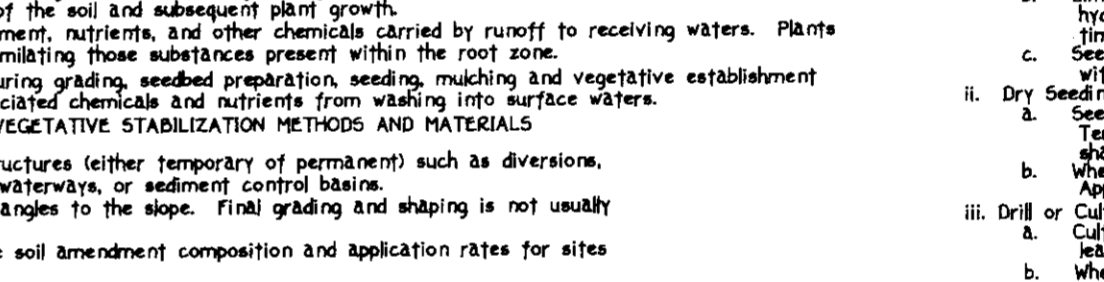 of the soil and subsequent plant growth.
ment, nutrients, and other chemicals carried by runoff to receiving waters. Plants
milating those substances present within the root zone.
uring grading, seedbed preparation, seeding, mulching and vegetative establishment
ciated chemicals and nutrients from washing into surface waters.
VEGETATIVE STABILIZATION METHODS AND MATERIALS
uctures (either temporary of permanent) such as diversions,
waterways, or sediment control basins.
angles to the slope. Final grading and shaping is not usually
soil amendment composition and application rates for sites
hyd
tim
c. See
wit
ii. Dry Seedin
a. See
Ter
sha
b. Whe
App
iii. Drill or Cult
a. Cult
lea
b. Whe